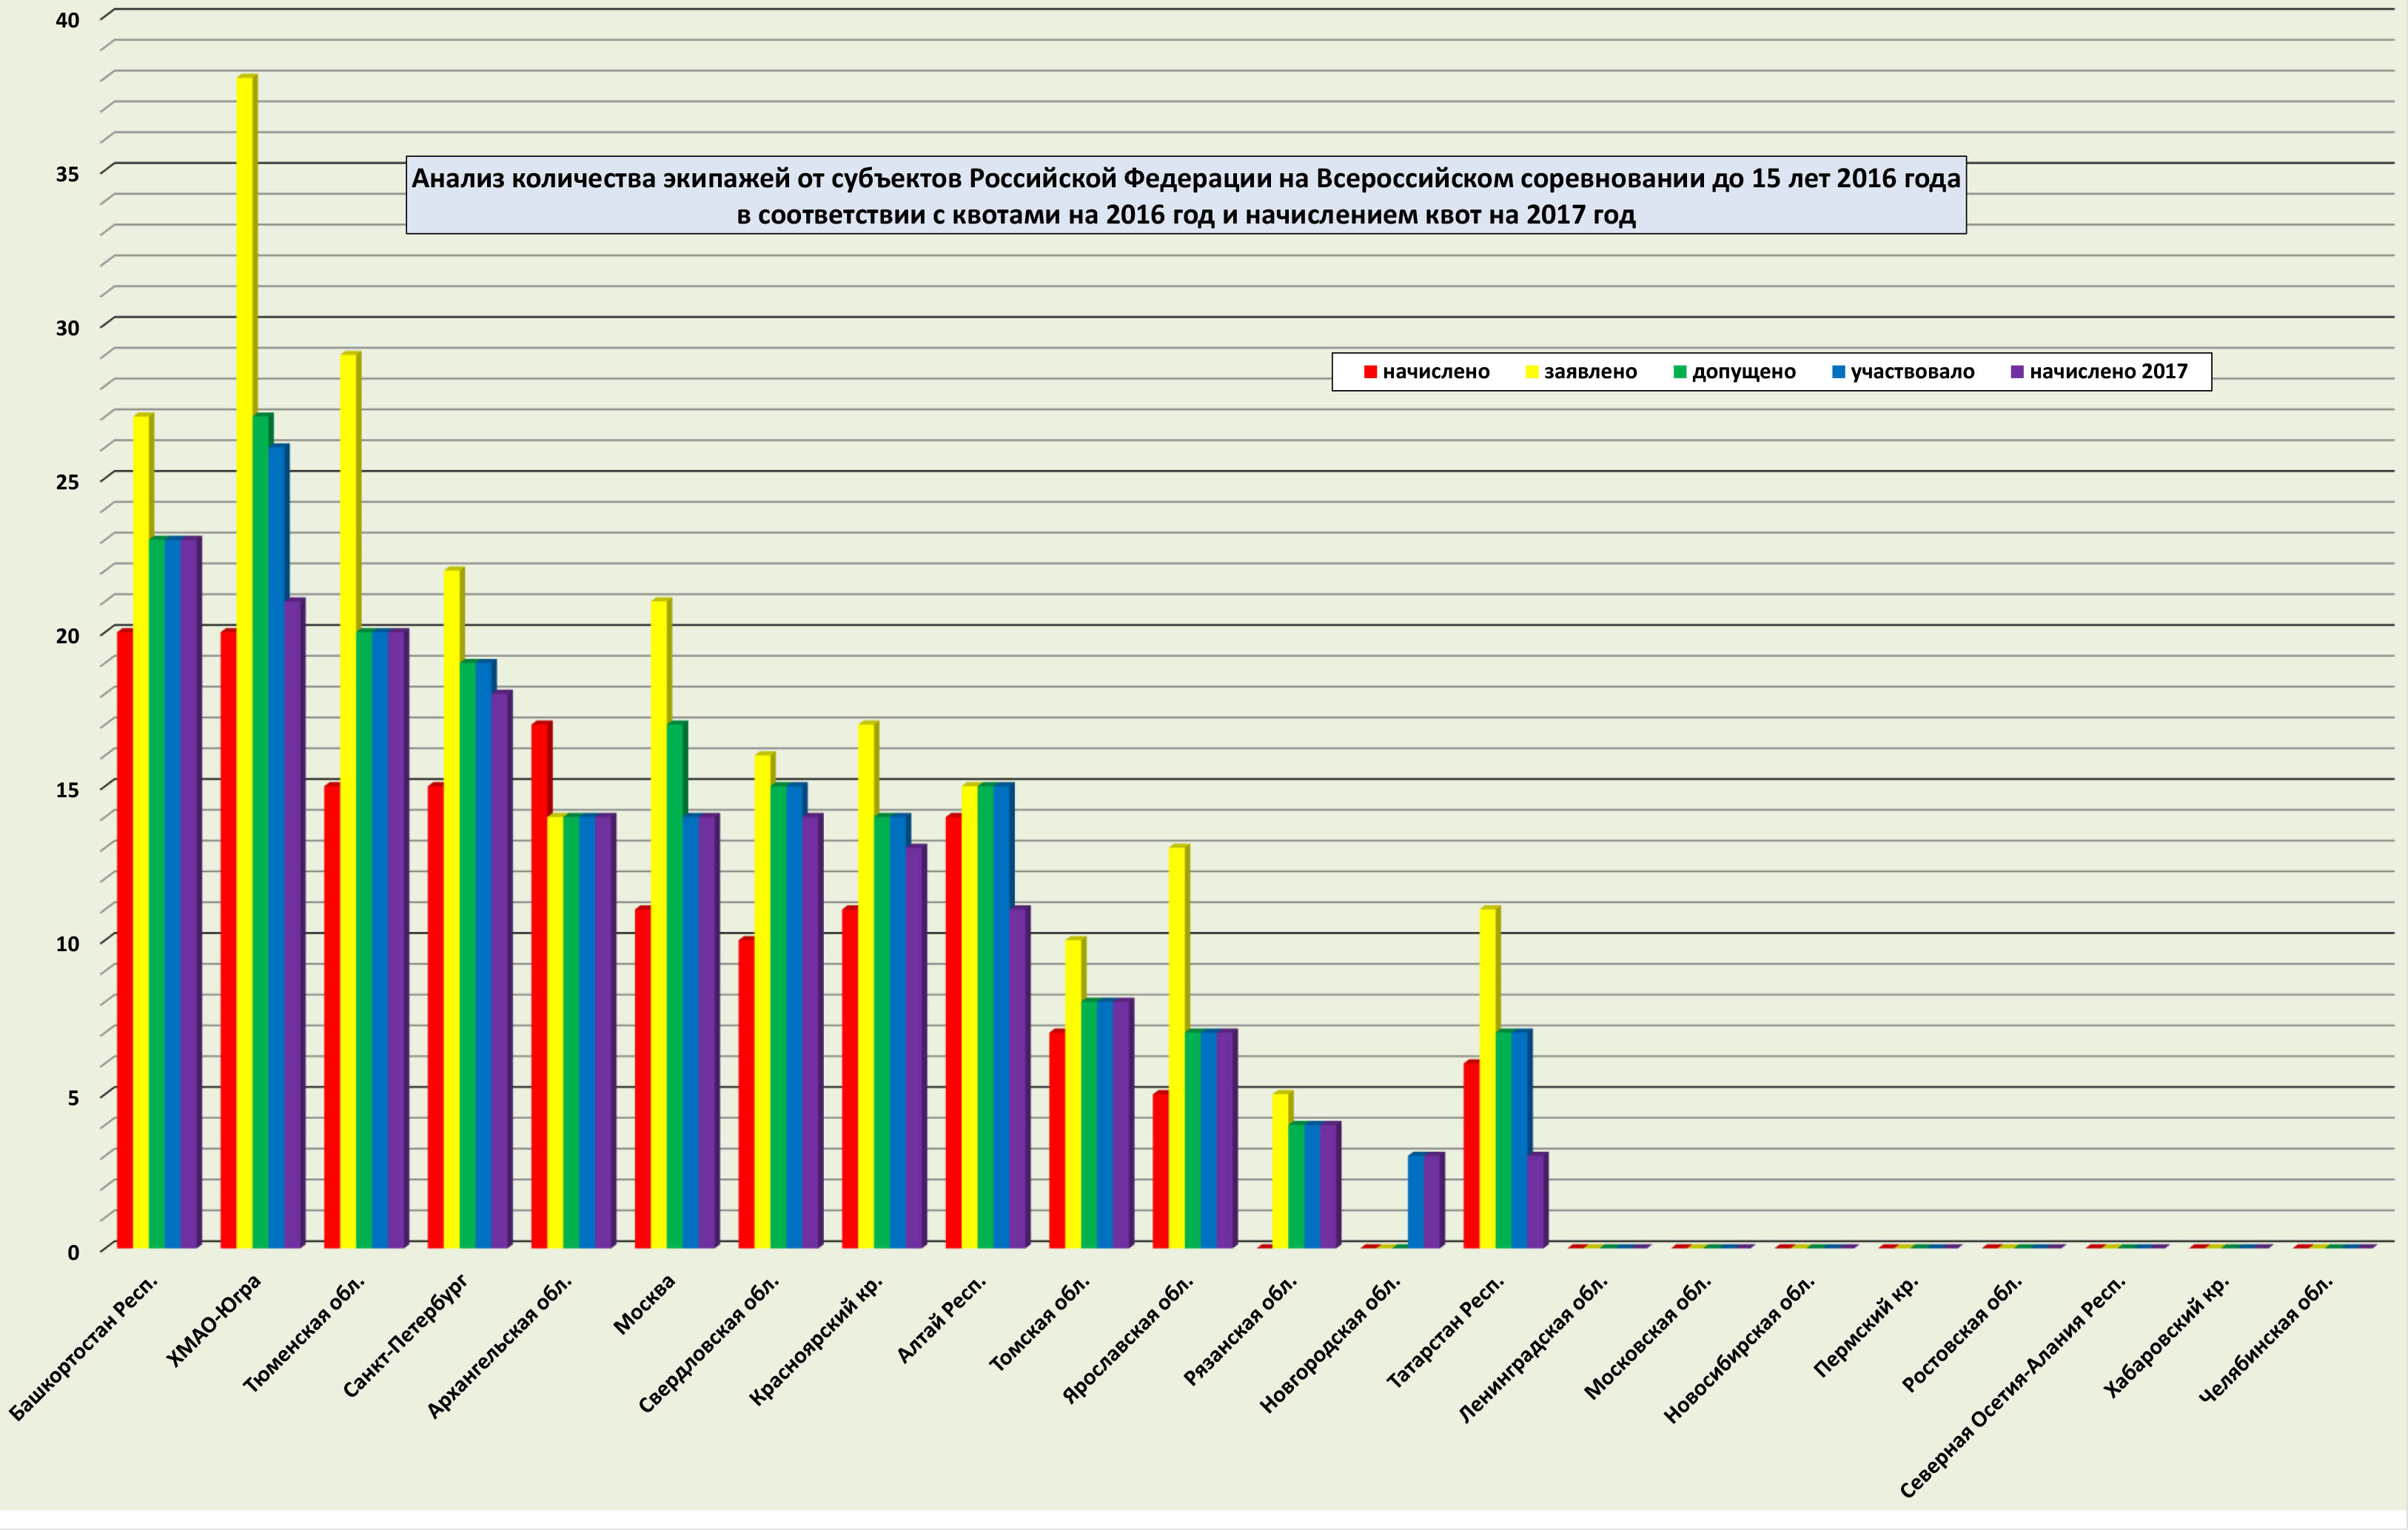 40
35
30
25
20
15
10
5
0
Анализ количества экипажей от субъектов Российской Федерации на Всероссийском соревновании до 15 лет 2016 года
в соответствии с квотами на 2016 год и начислением квот на 2017 год
начислено
заявлено
допущено
участвовало
начислено 2017
Башкортостан Респ.
ХМАО-Югра
Тюменская обл.
Санкт-Петербург
Архангельская обл.
Москва
Свердловская обл.
Красноярский кр.
Алтай Респ.
Томская обл.
Ярославская обл.
Рязанская обл.
Новгородская обл.
Татарстан Респ.
Ленинградская обл.
Московская обл.
Новосибирская обл.
Пермский кр.
Ростовская обл.
Северная Осетия-Алания Респ.
Хабаровский кр.
Челябинская обл.